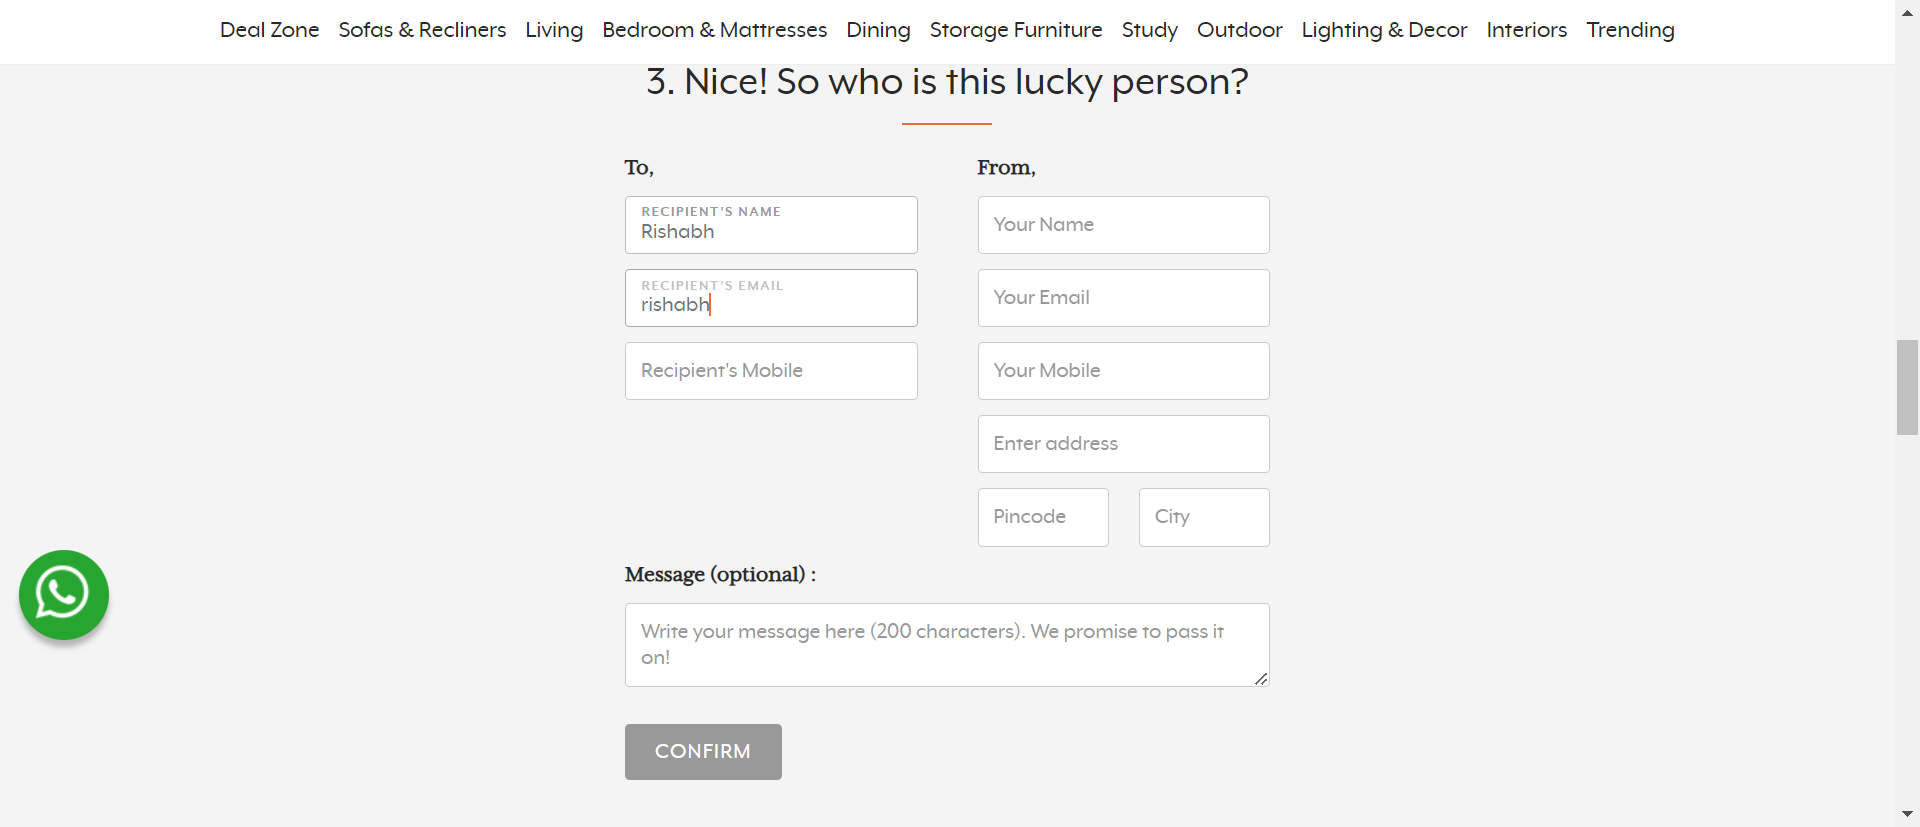 Deal Zone Sofas & Recliners Living Bedroom & Mattresses Dining Storage Furniture Study Outdoor Lighting & Decor Interiors Trending
3. Nice! So who is this lucky person?
To,
RECIPIENT'S NAME
Rishabh
RECIPIENT'S EMAIL
rishabh
Recipient's Mobile
From,
Your Name
Your Email
Your Mobile
Enter address
Pincode City
Message (optional) :
Write your message here (200 characters). We promise to pass it
on!
CONFIRM